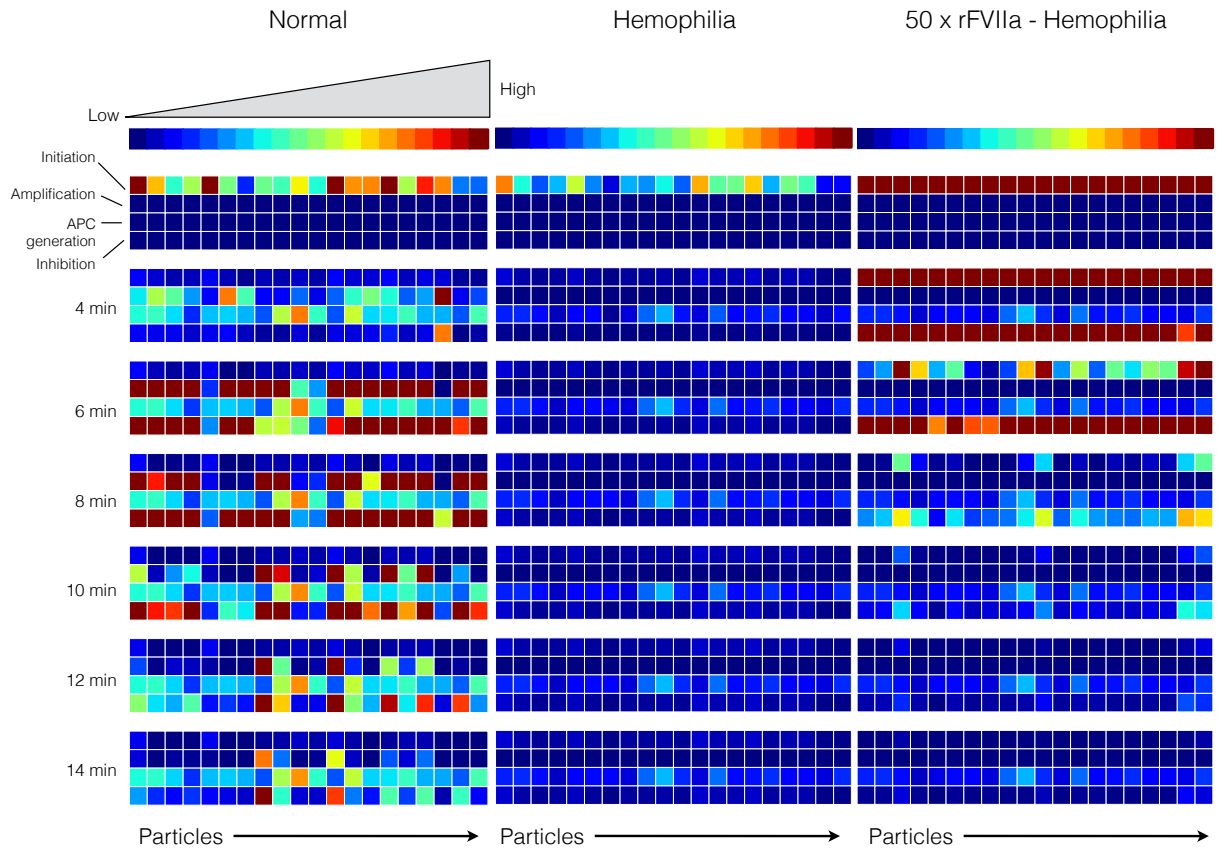 Normal
Hemophilia
50 x rFVIIa - Hemophilia
Low
High
Initiation
Amplification
APC
generation
Inhibition
4 min
6 min
8 min
10 min
12 min
14 min
Particles
Particles
Particles